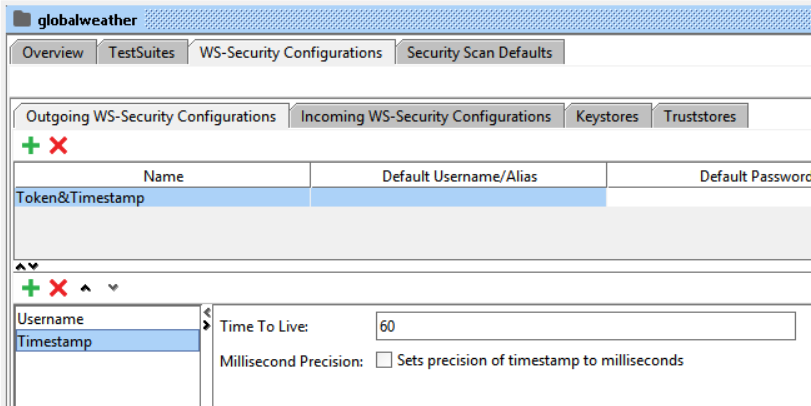 globalweather
Overview TestSuites WS-Security Configurations Security Scan Defaults
Outgoing WS-Security Configurations Incoming WS-Security Configurations Keystores Truststores
Name Default Username/Alias Default Password
Token&Timestamp
Username
Time To Live: 60
Timestamp
Millisecond Precision: Sets precision of timestamp to milliseconds